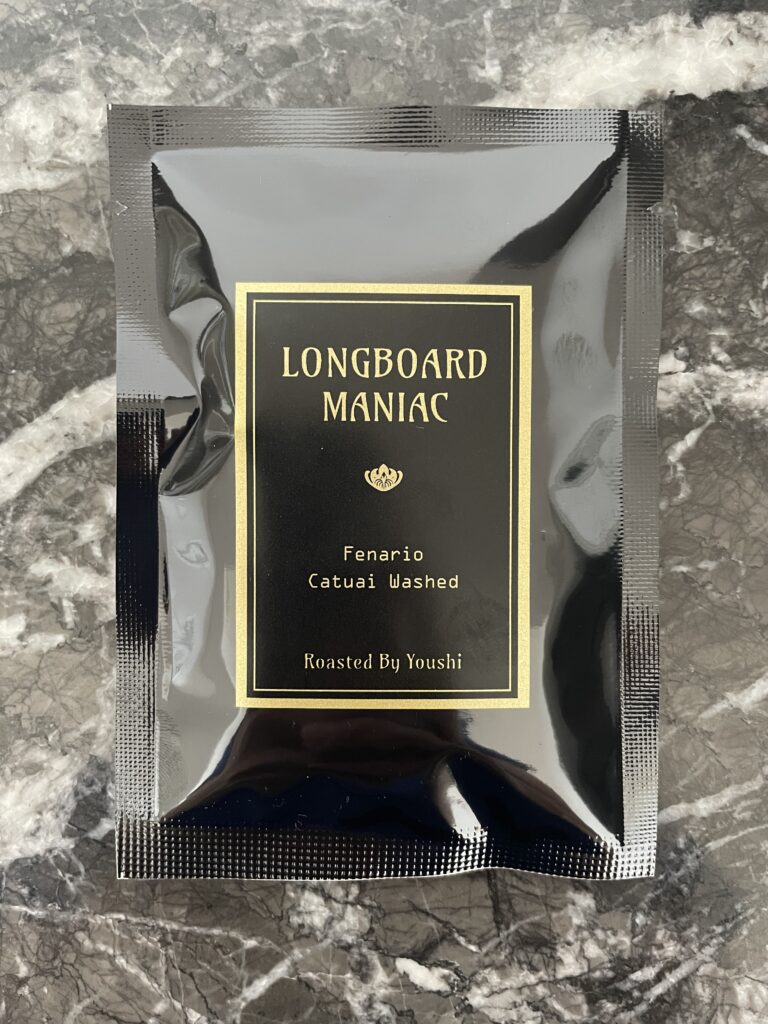 LONGBOARD
MANIAC
Fenario
Catuai Washed
Roasted By Youshi